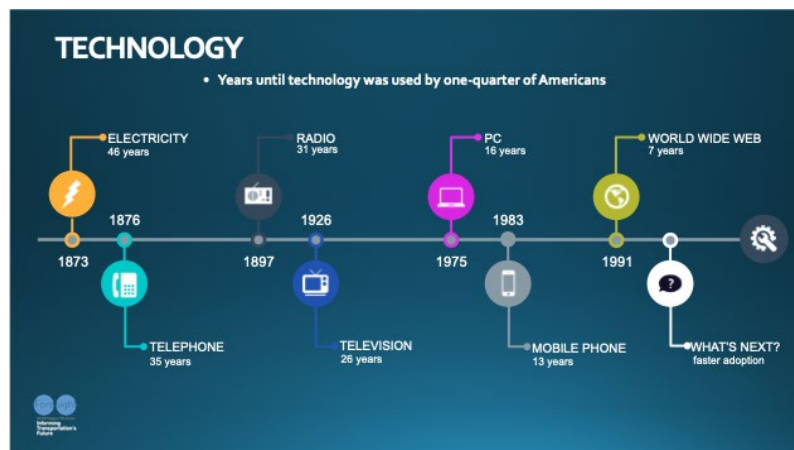 TECHNOLOGY
• Years until technology was used by one-quarter of Americans
ELECTRICITY
46 years
RADIO
31 years
PC
16 years
WORLD WIDE WEB
7 years
1876
1926
1983
1873
1897
1975
1991
?
TELEPHONE
35 years
TELEVISION
26 years
MOBILE PHONE
13 years
WHAT'S NEXT?
faster adoption
Informing
Transportation's
Future